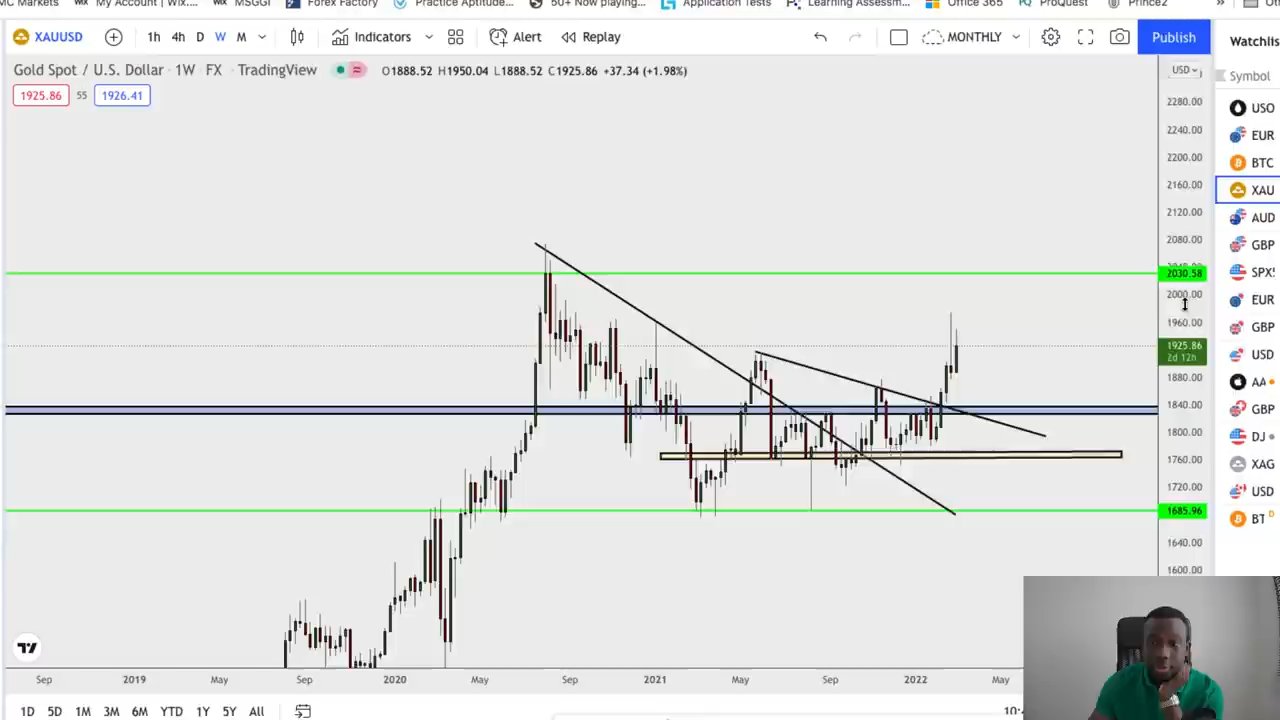 MC Markets My Account | Wix.... MSGGI Forex Factory Practice Aptitude... 50+ Now playing... Application Tests Learning Assessm... Office 365 ProQuest Prince2 »
XAUUSD 1h 4h D W M Indicators Alert Replay MONTHLY Publish
Watchlis
Gold Spot / U.S. Dollar · 1W · FX · TradingView O1888.52 H1950.04 L1888.52 C1925.86 +37.34 (+1.98%)
USD
Symbol
1925.86 55 1926.41
2280.00
2240.00
2200.00
2160.00
2120.00
2080.00
2030.58
2000.00
1960.00
1925.86
2d 12h
1880.00
1840.00
1800.00
1760.00
1720.00
1685.96
1640.00
1600.00
USO
EUR
BTC
XAU
AUD
GBP
SPX
EUR
GBP
USD
AA
GBP
DJ
XAG
USD
BT D
Sep 2019 May Sep 2020 May Sep 2021 May Sep 2022 May
1D 5D 1M 3M 6M YTD 1Y 5Y All